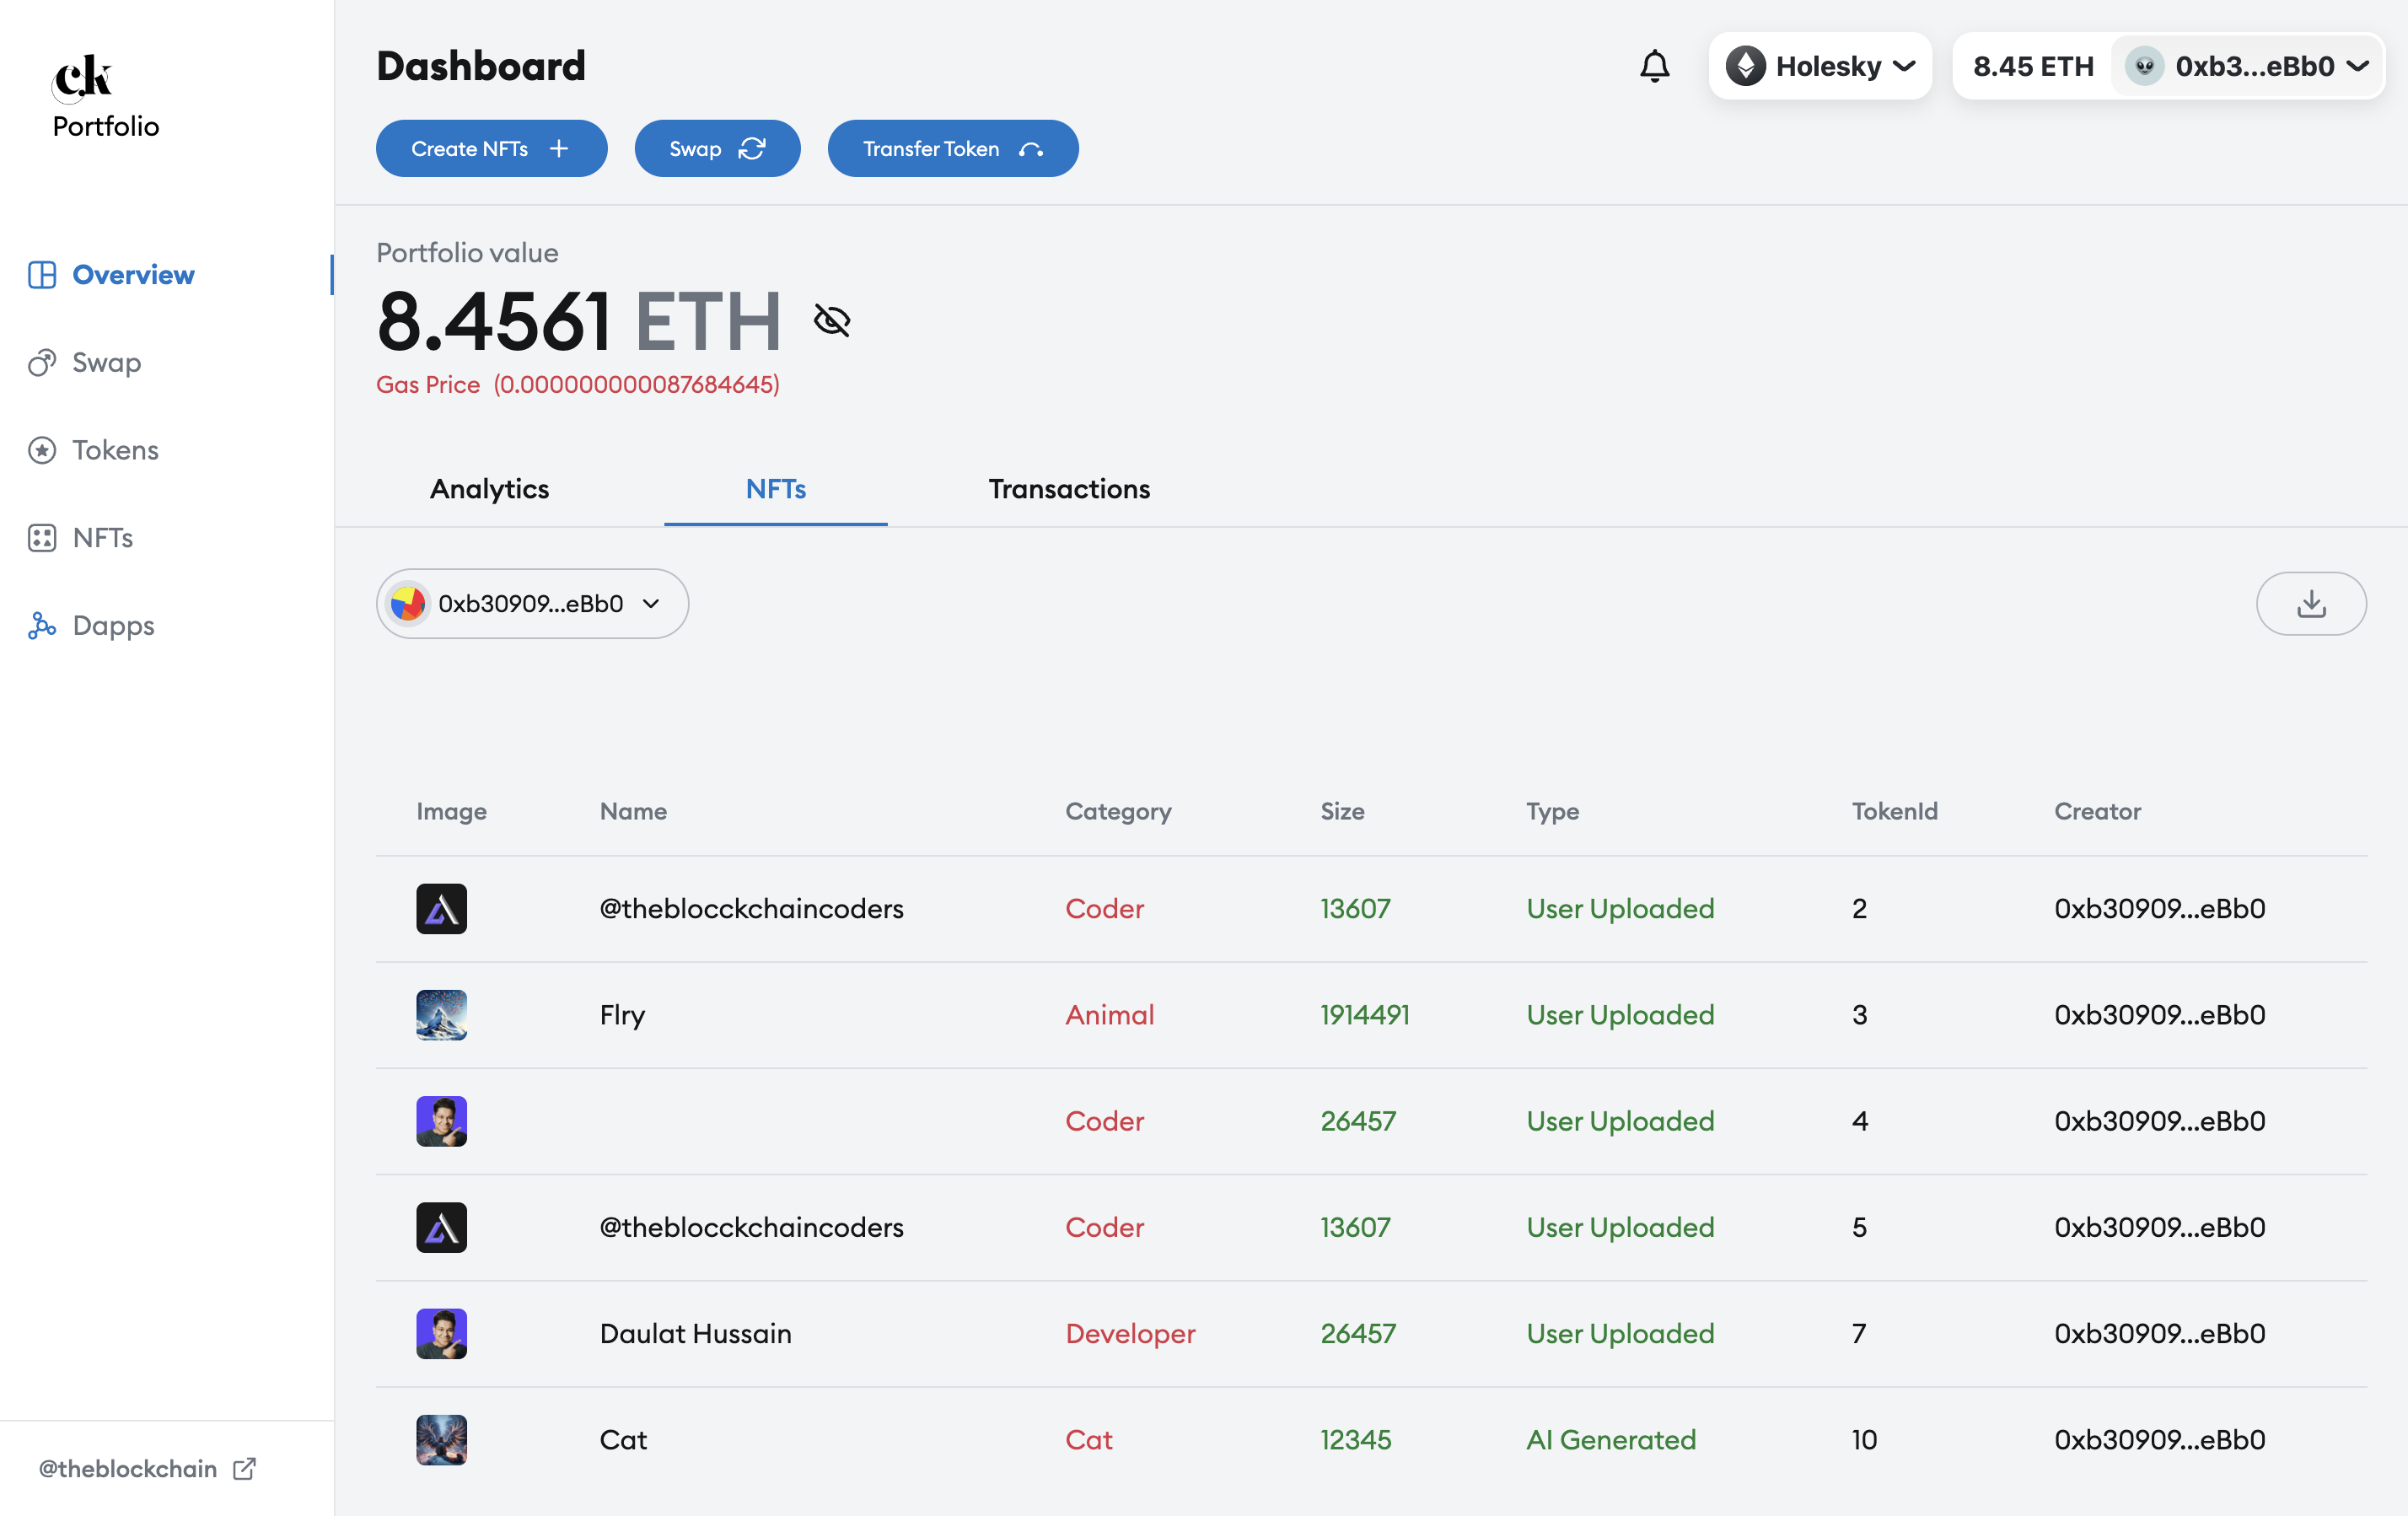 ck
Portfolio
Overview
Swap
Tokens
NFTs
Dapps
@theblockchain
Dashboard
Holesky
8.45 ETH
0xb3...eBb0
Create NFTs
Swap
Transfer Token
Portfolio value
8.4561 ETH
Gas Price (0.000000000087684645)
Analytics NFTs Transactions
0xb30909...eBb0
Image Name Category Size Type TokenId Creator
@theblocckchaincoders Coder 13607 User Uploaded 2 0xb30909...eBb0
Flry Animal 1914491 User Uploaded 3 0xb30909...eBb0
Coder 26457 User Uploaded 4 0xb30909...eBb0
@theblocckchaincoders Coder 13607 User Uploaded 5 0xb30909...eBb0
Daulat Hussain Developer 26457 User Uploaded 7 0xb30909...eBb0
Cat Cat 12345 AI Generated 10 0xb30909...eBb0